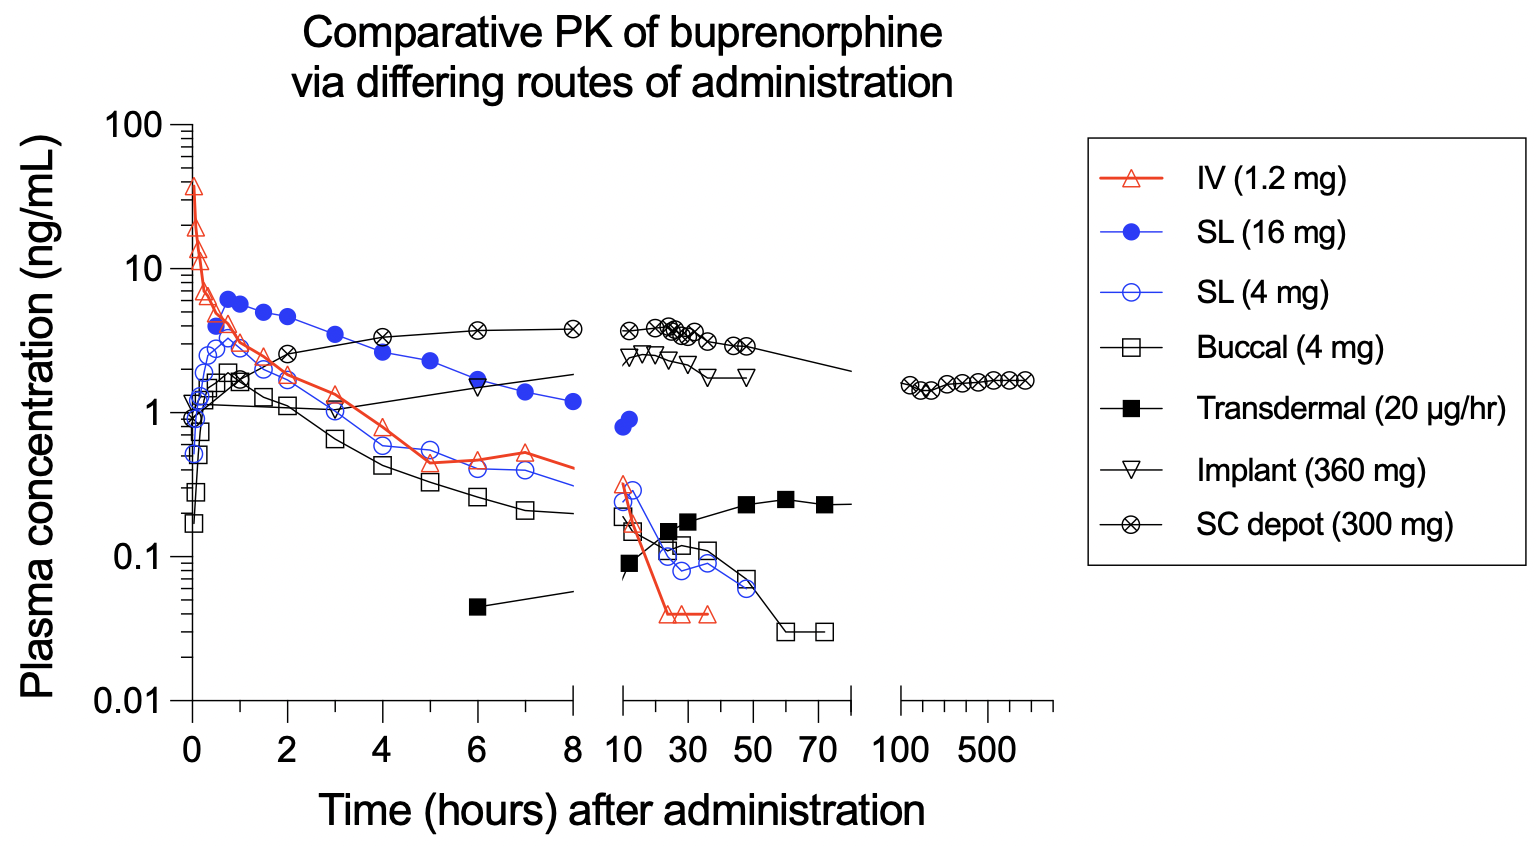 Comparative PK of buprenorphine
via differing routes of administration
Plasma concentration (ng/mL)
100
10
1
0.1
0.01
0 2 4 6 8 10 30 50 70 100 500
Time (hours) after administration
IV (1.2 mg)
SL (16 mg)
SL (4 mg)
Buccal (4 mg)
Transdermal (20 µg/hr)
Implant (360 mg)
SC depot (300 mg)